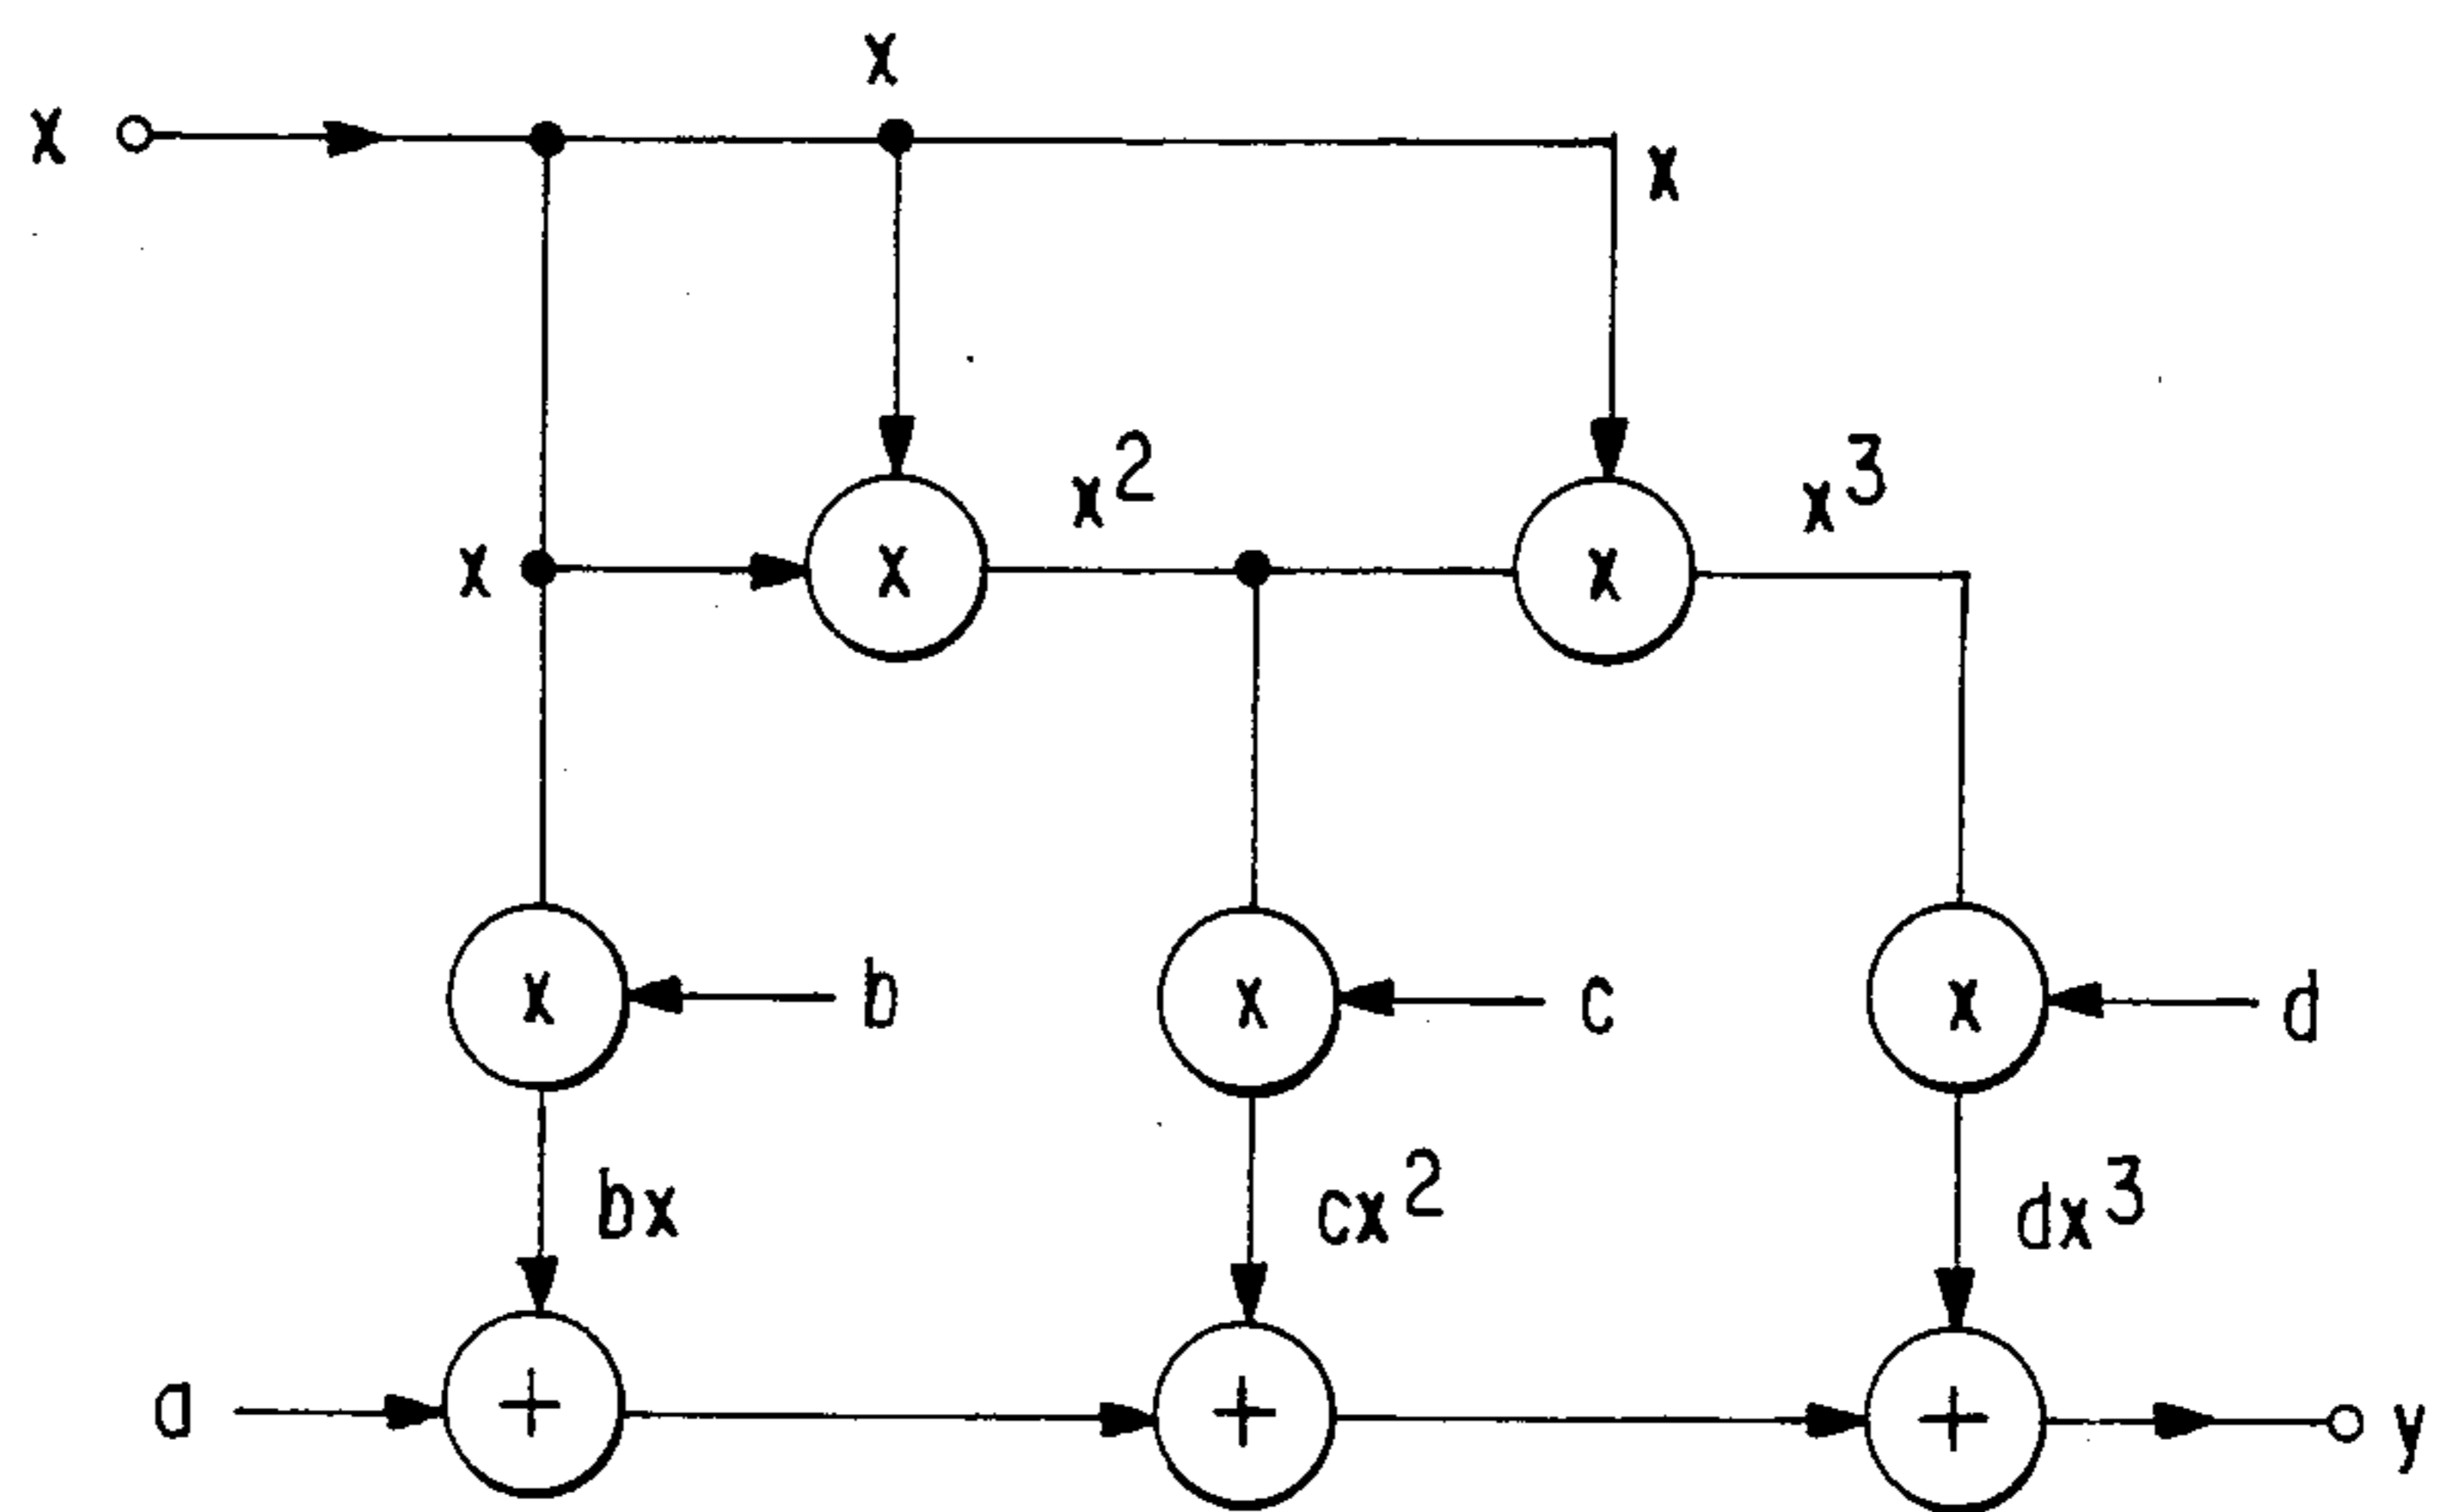 x
x
x
x² x³
x x x
x b x c x d
bx cx² dx³
a + + + y